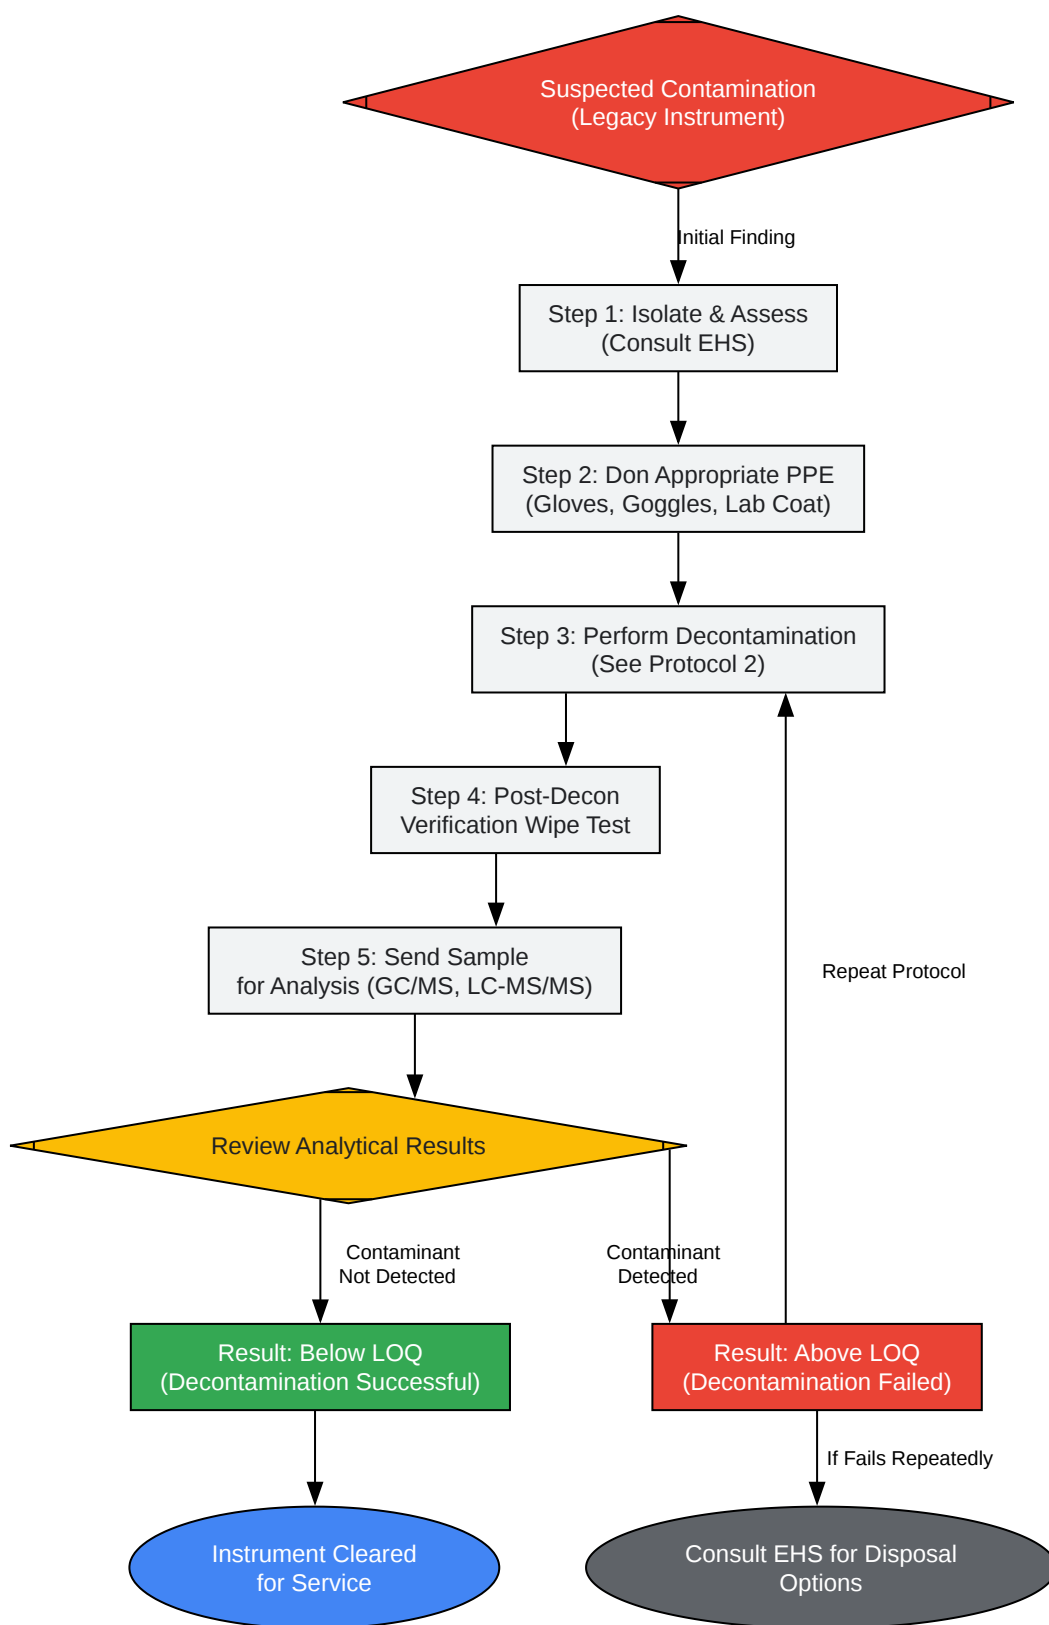 Suspected Contamination
(Legacy Instrument)
Initial Finding
Step 1: Isolate & Assess
(Consult EHS)
Step 2: Don Appropriate PPE
(Gloves, Goggles, Lab Coat)
Step 3: Perform Decontamination
(See Protocol 2)
Step 4: Post-Decon
Verification Wipe Test
Step 5: Send Sample
for Analysis (GC/MS, LC-MS/MS)
Repeat Protocol
Review Analytical Results
Contaminant
Not Detected
Contaminant
Detected
Result: Below LOQ
(Decontamination Successful)
Result: Above LOQ
(Decontamination Failed)
If Fails Repeatedly
Instrument Cleared
for Service
Consult EHS for Disposal
Options